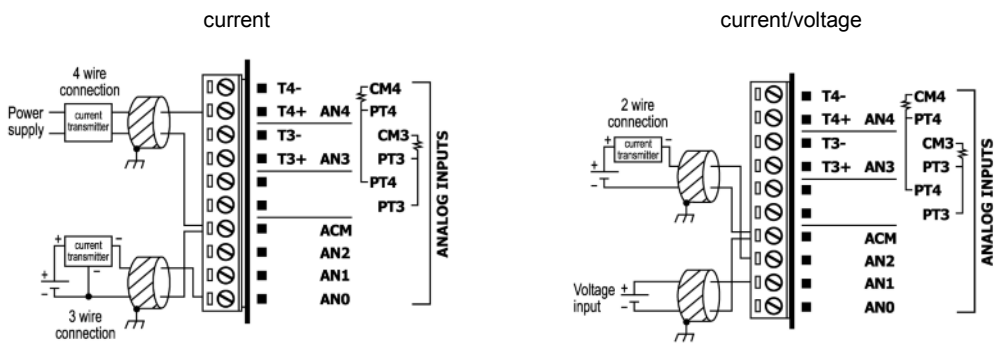 current
4 wire
connection
Power
supply
current
transmitter
T4-
T4+ AN4
T3-
T3+ AN3
ACM
AN2
AN1
AN0
CM4
PT4
CM3
PT3
PT4
PT3
ANALOG INPUTS
+
current
transmitter
-
+
-
-
3 wire
connection
current/voltage
2 wire
connection
+
current
transmitter
-
+
-
T4-
T4+ AN4
T3-
T3+ AN3
ACM
AN2
AN1
AN0
CM4
PT4
CM3
PT3
PT4
PT3
ANALOG INPUTS
Voltage
input
+
-